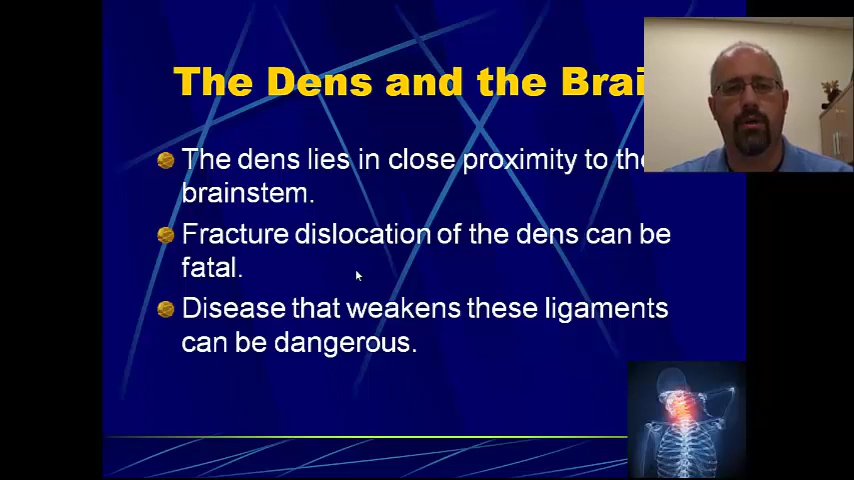 The Dens and the Brai
The dens lies in close proximity to the
brainstem.
Fracture dislocation of the dens can be
fatal.
Disease that weakens these ligaments
can be dangerous.